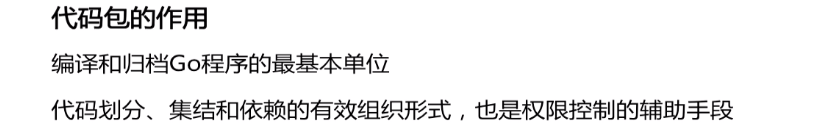 代码包的作用
编译和归档Go程序的最基本单位
代码划分、集结和依赖的有效组织形式，也是权限控制的辅助手段